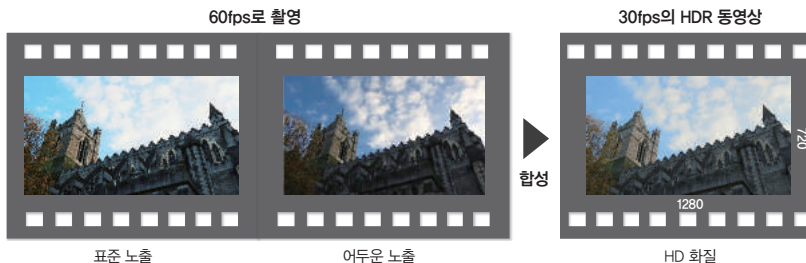 60fps로 촬영
30fps의 HDR 동영상
합성
720
1280
표준 노출
어두운 노출
HD 화질